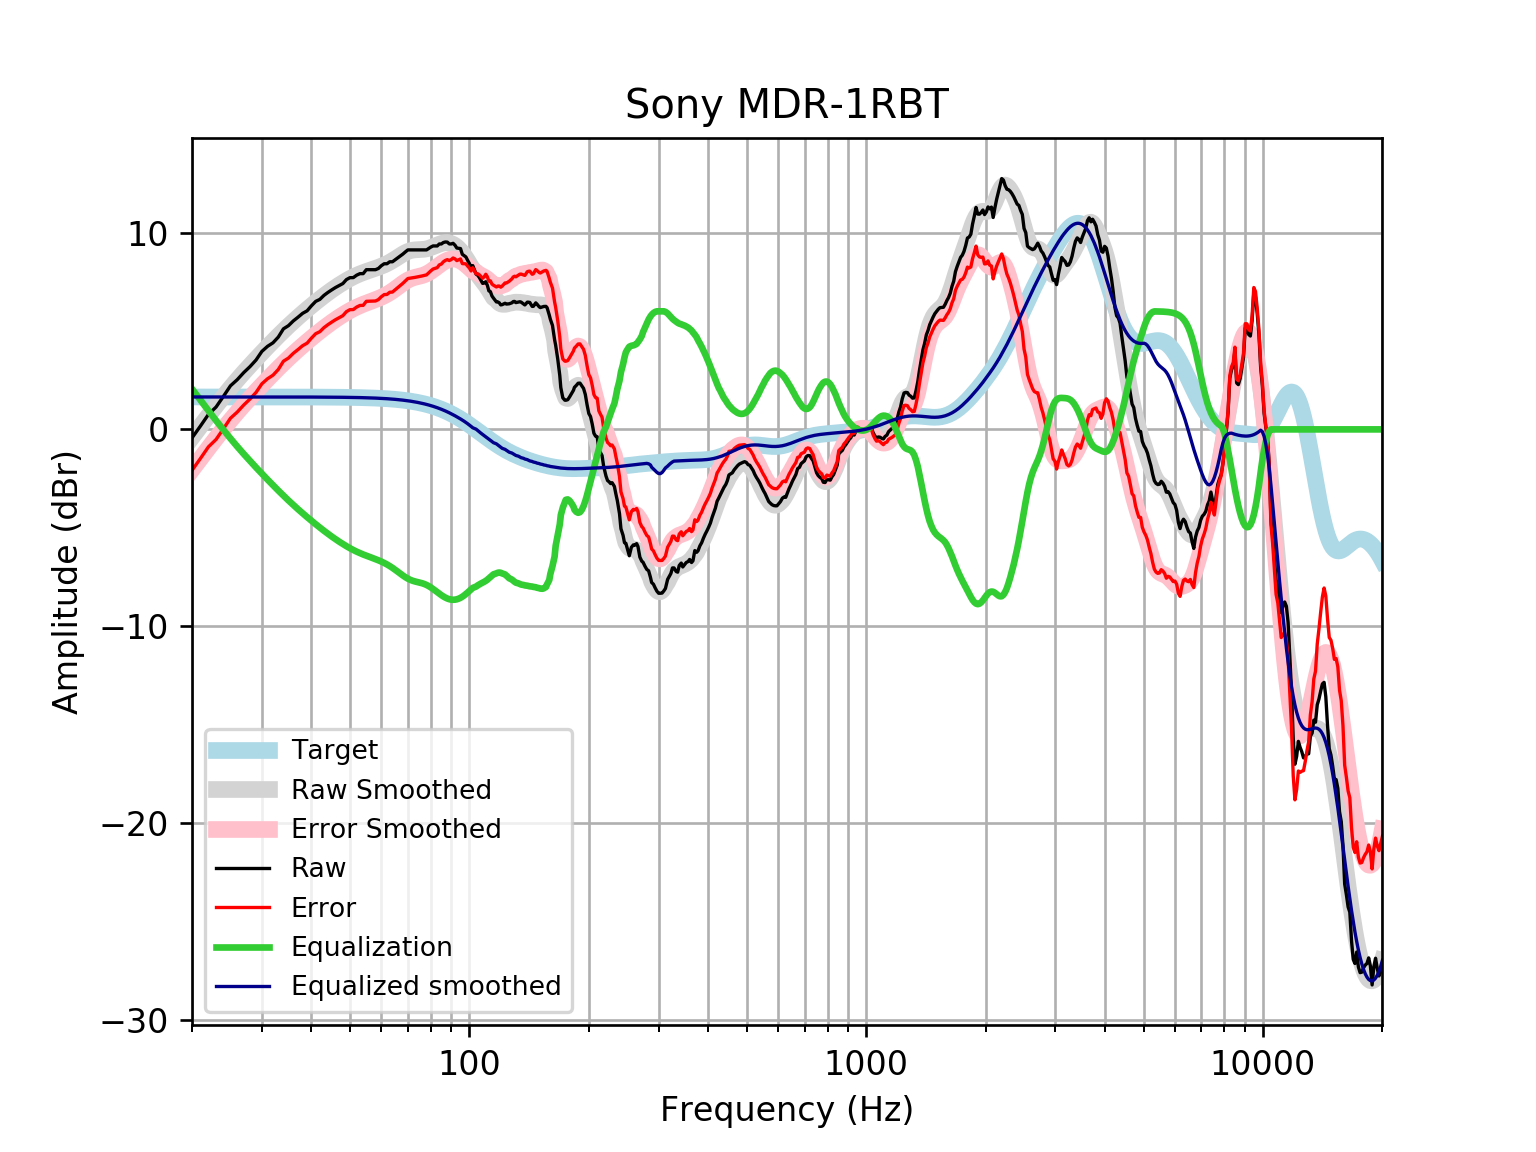 Sony MDR-1RBT
10
0
−10
−20
−30
Amplitude (dBr)
Target
Raw Smoothed
Error Smoothed
Raw
Error
Equalization
Equalized smoothed
100
1000
10000
Frequency (Hz)